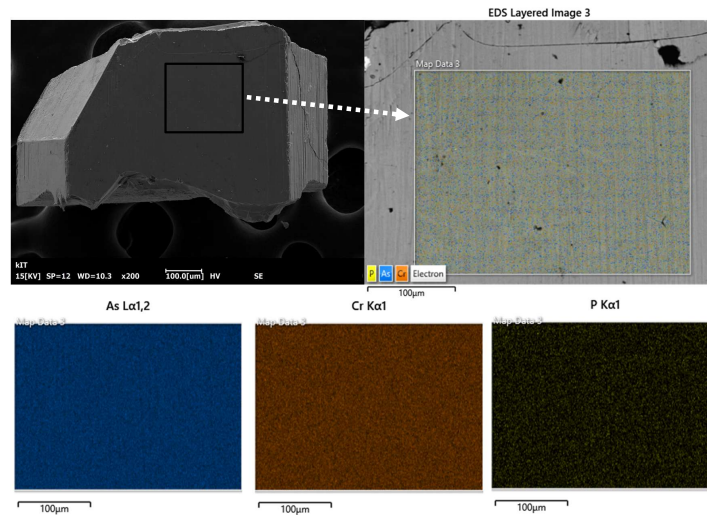 EDS Layered Image 3
Map Data 3
kIT
15[KV] SP=12 WD=10.3 x200 100.0[um] HV SE
P As Cr Electron
100μm
As Lα1,2
Cr Kα1
P Kα1
Map Data 3
Map Data 3
Map Data 3
100μm
100μm
100μm